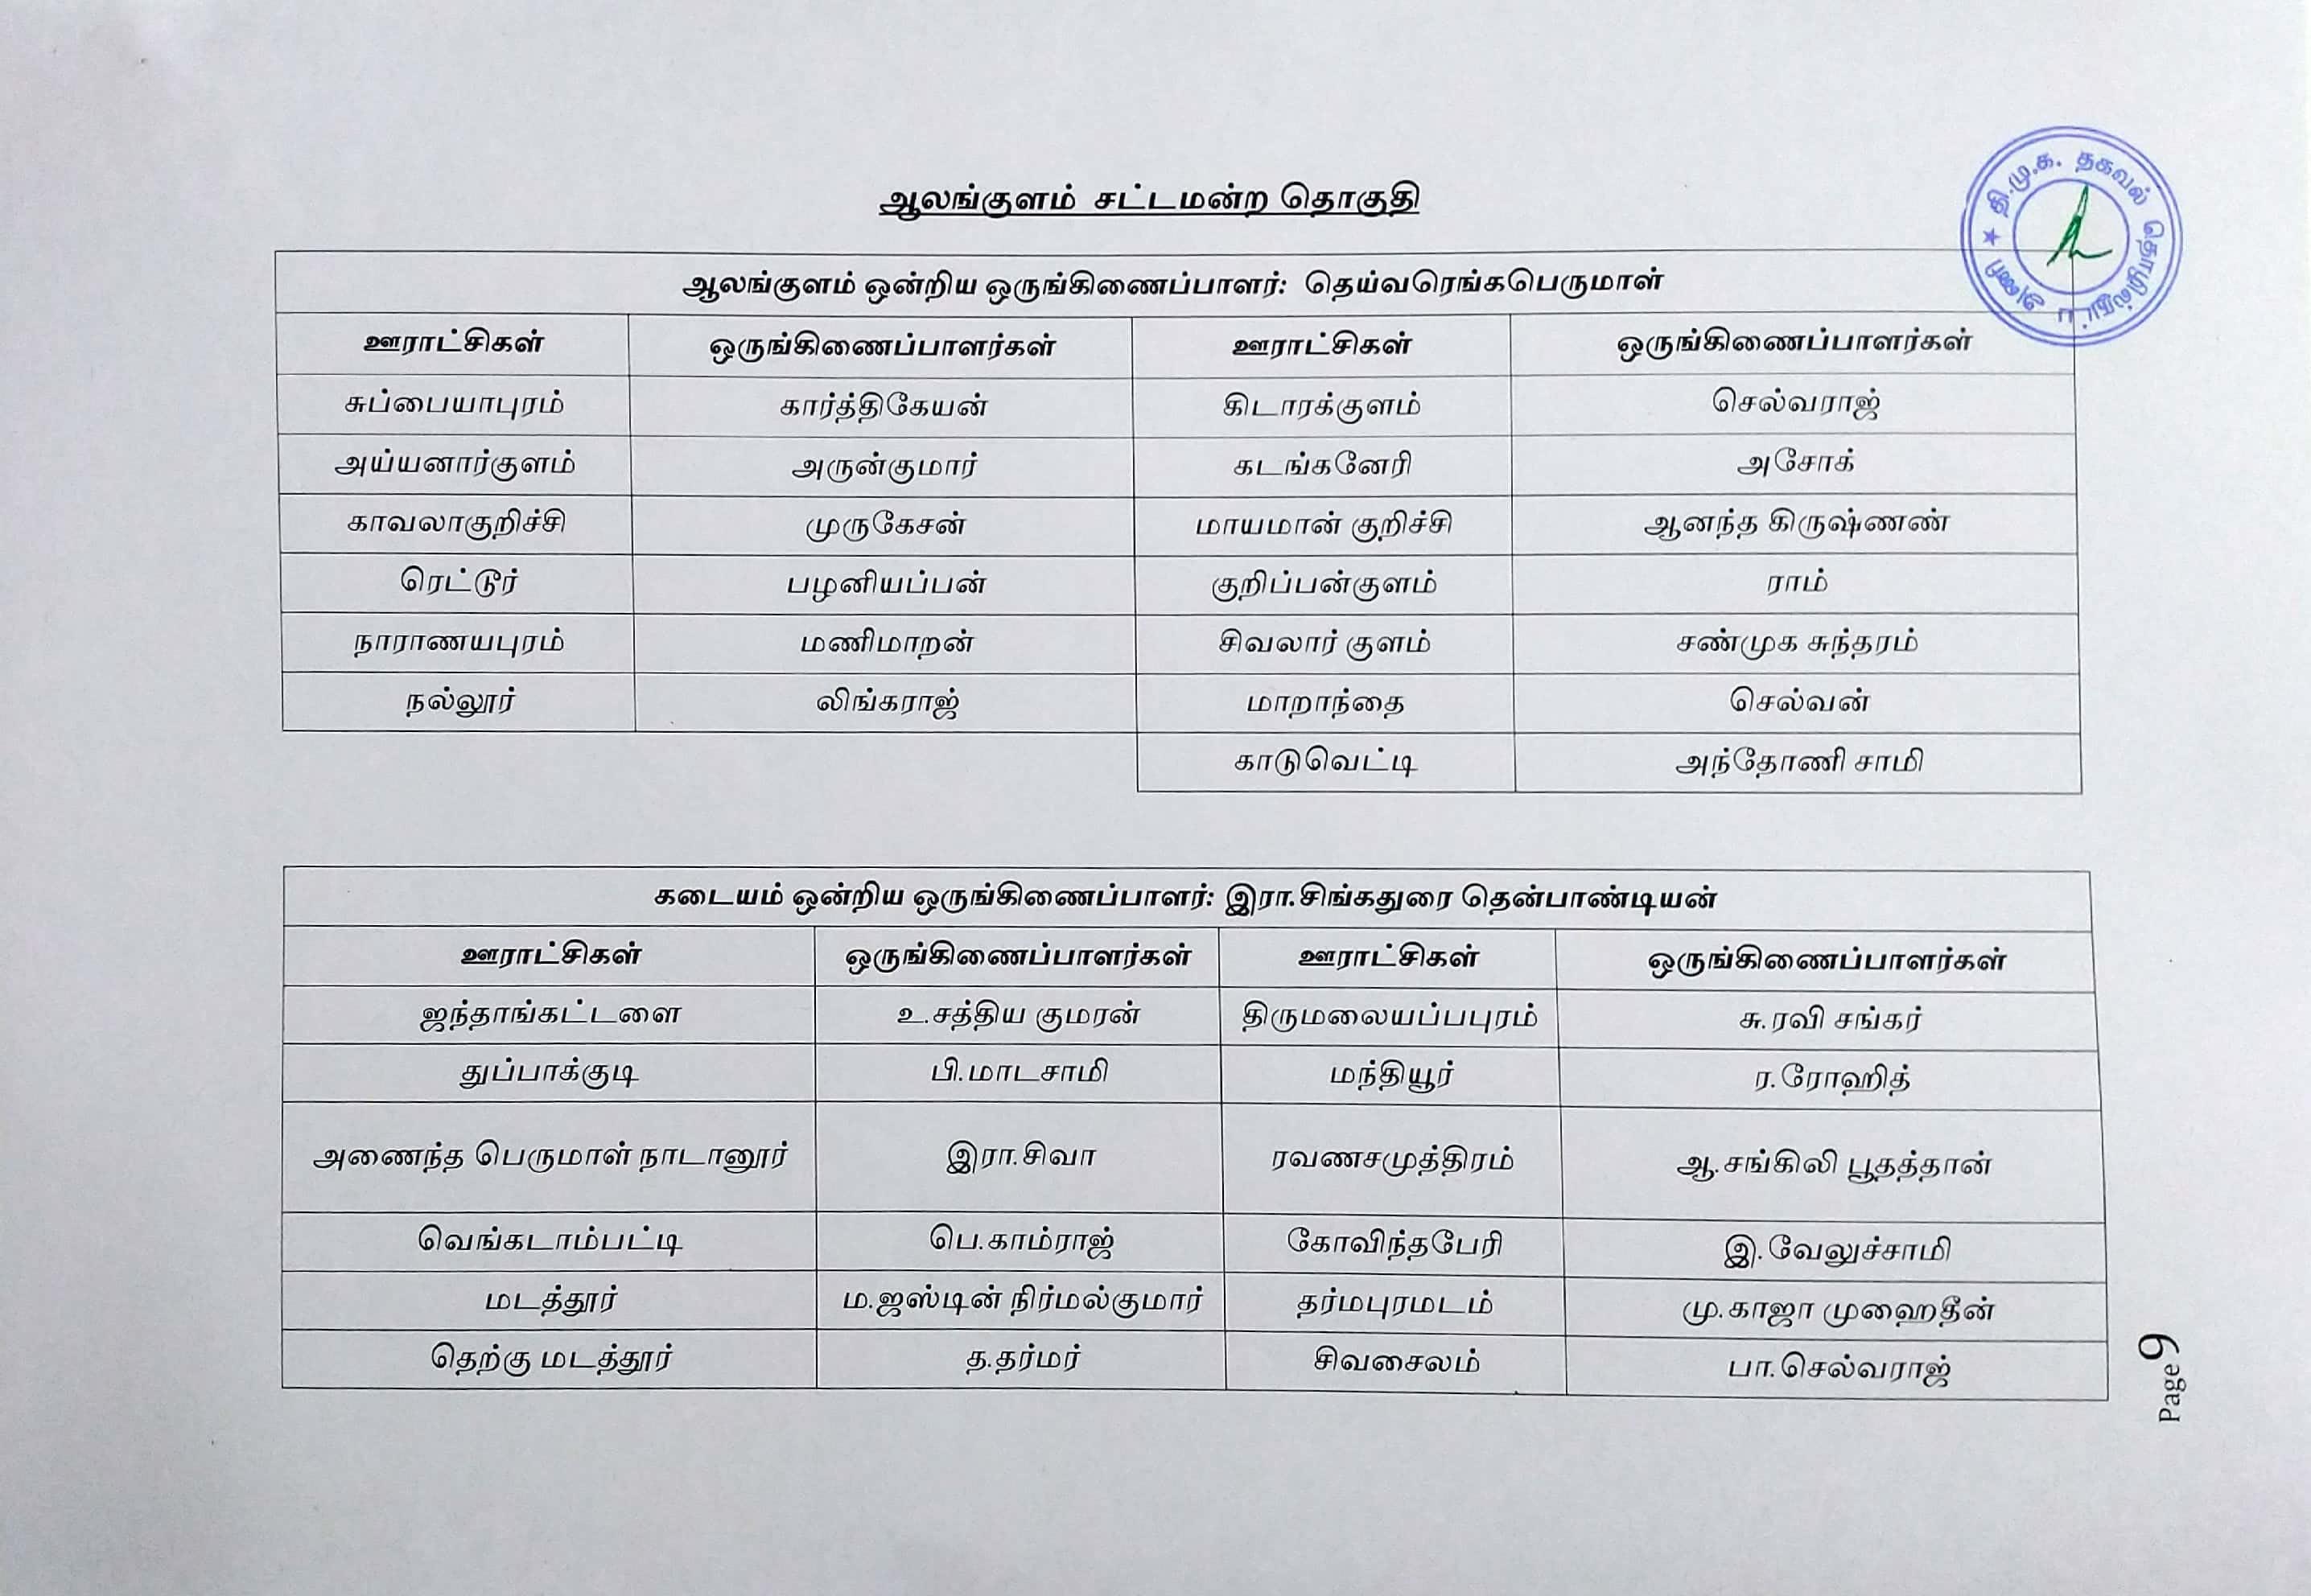 தி.மு.க. தகவல் தொழில்நுட்ப அணி
ஆலங்குளம் சட்டமன்ற தொகுதி
ஆலங்குளம் ஒன்றிய ஒருங்கிணைப்பாளர்: தெய்வரெங்கபெருமாள்
ஊராட்சிகள் ஒருங்கிணைப்பாளர்கள் ஊராட்சிகள் ஒருங்கிணைப்பாளர்கள்
சுப்பையாபுரம் கார்த்திகேயன் கிடாரக்குளம் செல்வராஜ்
அய்யனார்குளம் அருன்குமார் கடங்கனேரி அசோக்
காவலாகுறிச்சி முருகேசன் மாயமான் குறிச்சி ஆனந்த கிருஷ்ணண்
ரெட்டூர் பழனியப்பன் குறிப்பன்குளம் ராம்
நாராணயபுரம் மணிமாறன் சிவலார் குளம் சண்முக சுந்தரம்
நல்லூர் லிங்கராஜ் மாறாந்தை செல்வன்
காடுவெட்டி அந்தோணி சாமி
கடையம் ஒன்றிய ஒருங்கிணைப்பாளர்: இரா.சிங்கதுரை தென்பாண்டியன்
ஊராட்சிகள் ஒருங்கிணைப்பாளர்கள் ஊராட்சிகள் ஒருங்கிணைப்பாளர்கள்
ஐந்தாங்கட்டளை உ.சத்திய குமரன் திருமலையப்பபுரம் சு.ரவி சங்கர்
துப்பாக்குடி பி.மாடசாமி மந்தியூர் ர.ரோஹித்
அணைந்த பெருமாள் நாடானூர் இரா.சிவா ரவணசமுத்திரம் ஆ.சங்கிலி பூதத்தான்
வெங்கடாம்பட்டி பெ.காம்ராஜ் கோவிந்தபேரி இ.வேலுச்சாமி
மடத்தூர் ம.ஜஸ்டின் நிர்மல்குமார் தர்மபுரமடம் மு.காஜா முஹைதீன்
தெற்கு மடத்தூர் த.தர்மர் சிவசைலம் பா.செல்வராஜ்
Page 9